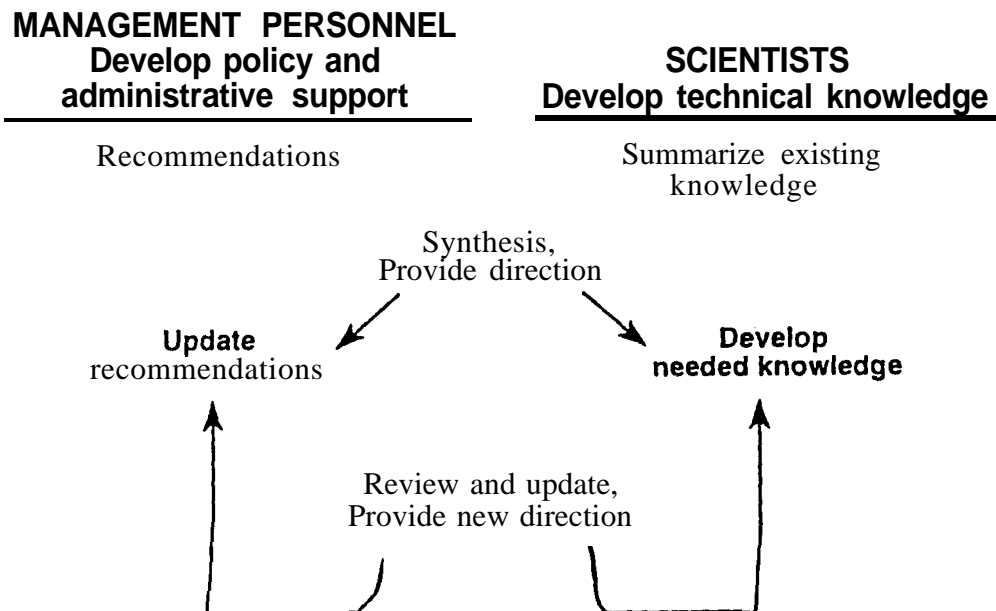 MANAGEMENT PERSONNEL
Develop policy and
administrative support
SCIENTISTS
Develop technical knowledge
Recommendations
Summarize existing
knowledge
Synthesis,
Provide direction
Update
recommendations
Develop
needed knowledge
Review and update,
Provide new direction